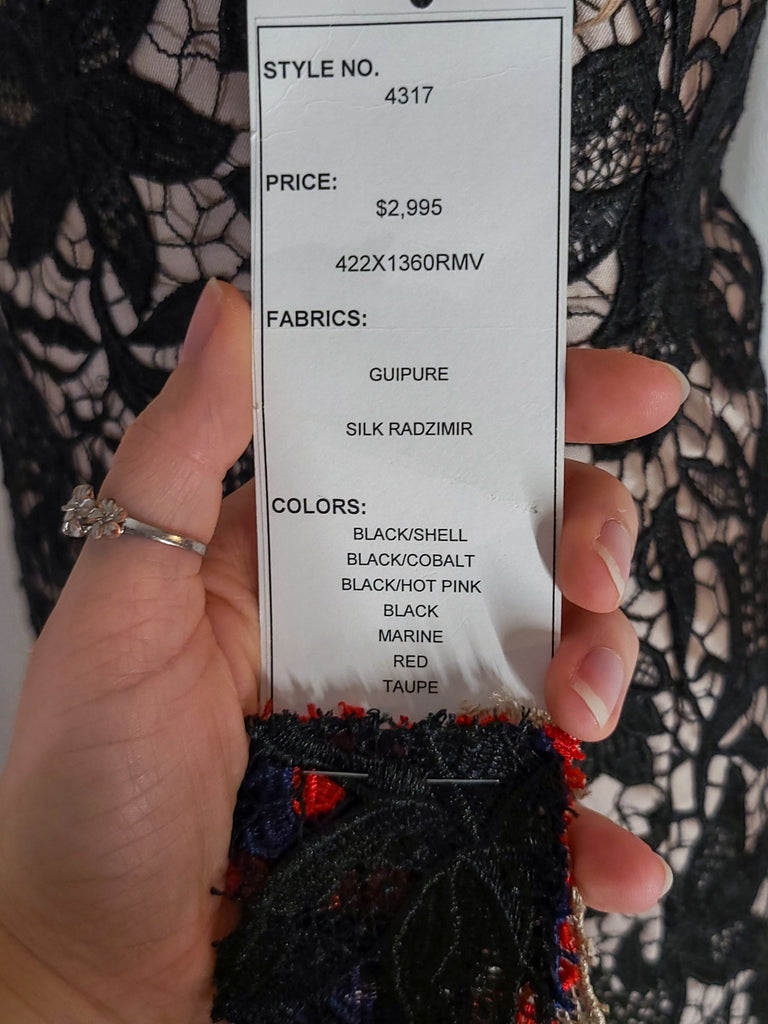 STYLE NO.
4317
PRICE:
$2,995
422X1360RMV
FABRICS:
GUIPURE
SILK RADZIMIR
COLORS:
BLACK/SHELL
BLACK/COBALT
BLACK/HOT PINK
BLACK
MARINE
RED
TAUPE